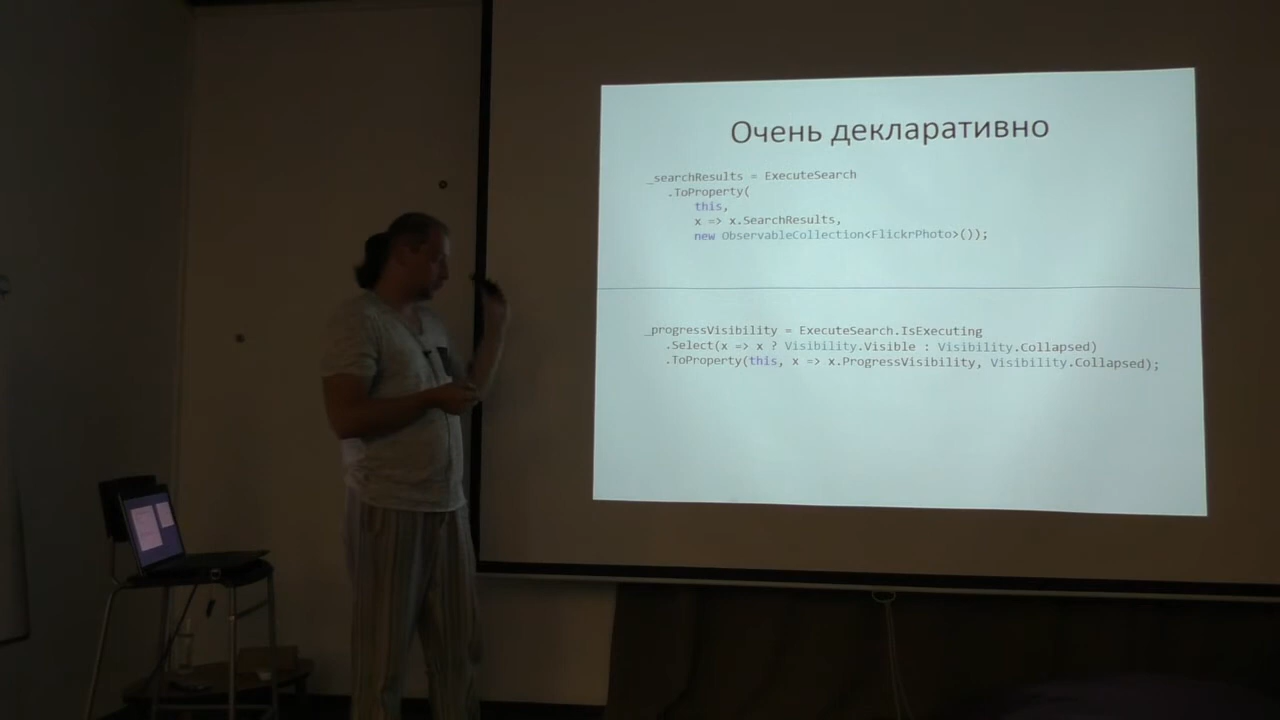 Очень декларативно
_searchResults = ExecuteSearch
.ToProperty(
this,
x => x.SearchResults,
new ObservableCollection<FlickrPhoto>());
_progressVisibility = ExecuteSearch.IsExecuting
.Select(x => x ? Visibility.Visible : Visibility.Collapsed)
.ToProperty(this, x => x.ProgressVisibility, Visibility.Collapsed);